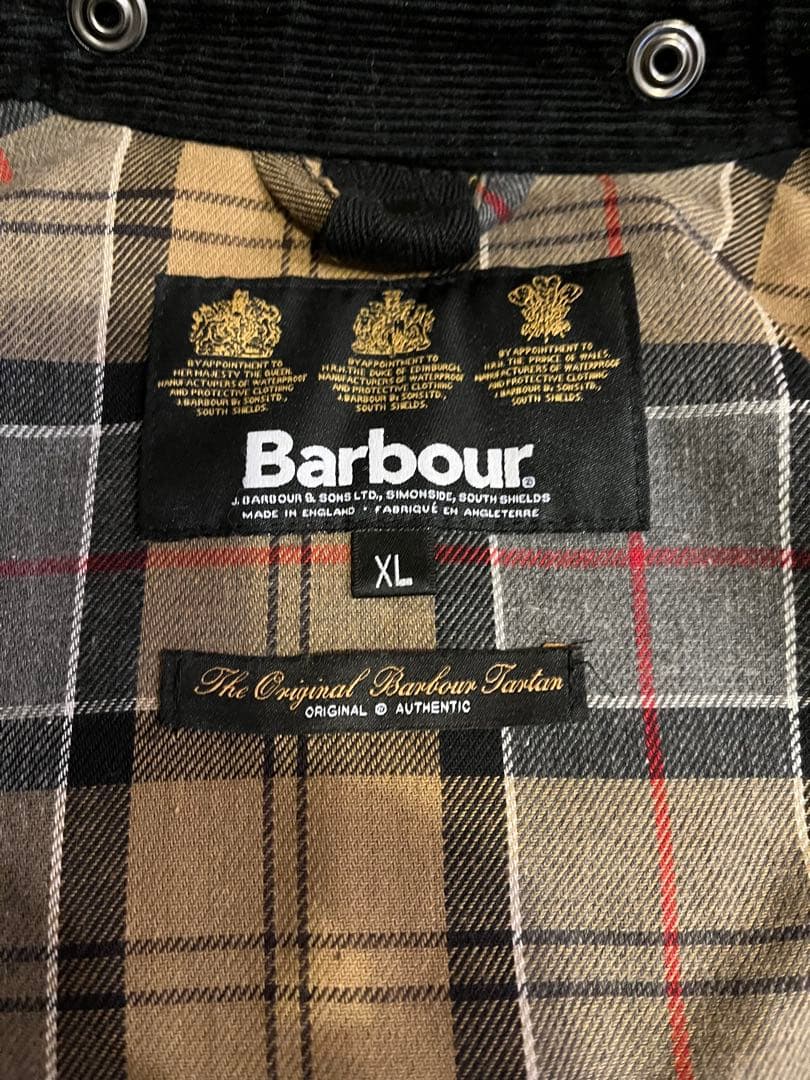 BY APPOINTMENT TO
HER MAJESTY THE QUEEN
MANUFACTURERS OF WATERPROOF
AND PROTECTIVE CLOTHING
J. BARBOUR & SONS LTD.
SOUTH SHIELDS.
BY APPOINTMENT TO
H.R.H. THE DUKE OF EDINBURGH
MANUFACTURERS OF WATERPROOF
AND PROTECTIVE CLOTHING
J. BARBOUR & SONS LTD.
SOUTH SHIELDS.
BY APPOINTMENT TO
H.R.H. THE PRINCE OF WALES
MANUFACTURERS OF WATERPROOF
AND PROTECTIVE CLOTHING
J. BARBOUR & SONS LTD.
SOUTH SHIELDS.
Barbour®
J. BARBOUR & SONS LTD., SIMONSIDE, SOUTH SHIELDS
MADE IN ENGLAND · FABRIQUÉ EN ANGLETERRE
XL
The Original Barbour Tartan
ORIGINAL ® AUTHENTIC